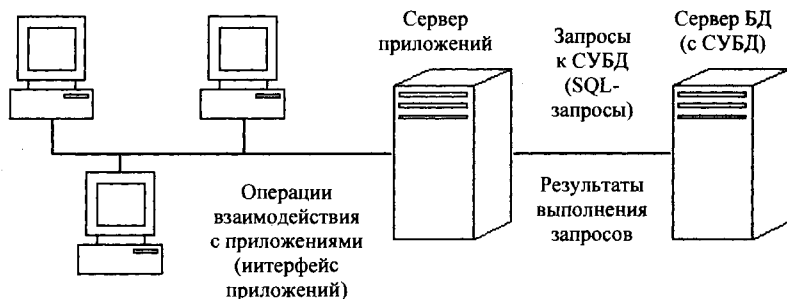 Сервер
приложений
Запросы
к СУБД
(SQL-
запросы)
Сервер БД
(с СУБД)
Операции
взаимодействия
с приложениями
(интерфейс
приложений)
Результаты
выполнения
запросов